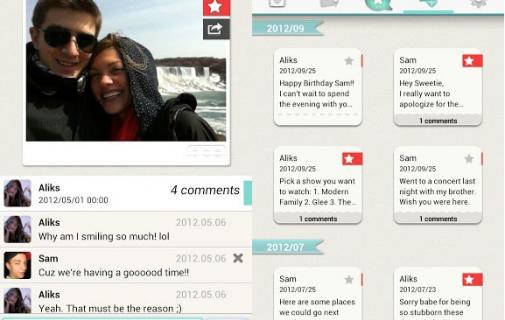 Aliks
2012/05/01 00:00
4 comments
Aliks
2012.05.06
Why am I smiling so much! lol
Sam
2012.05.06
Cuz we're having a goooood time!!
Aliks
2012.05.06
Yeah. That must be the reason ;)
2012/09
Aliks
2012/09/25
Happy Birthday Sam!!
I can't wait to spend
the evening with yo...
Sam
2012/09/25
Hey Sweetie,
I really want to
apologize for the...
1 comments
Aliks
2012/09/25
Pick a show you want
to watch: 1. Modern
Family 2. Glee 3. The...
1 comments
Sam
2012/09/25
Went to a concert last
night with my brother.
Wish you were here.
1 comments
2012/07
Sam
2012/07/25
Here are some places
we could go next
Aliks
2012/07/23
Sorry babe for being
so stubborn these